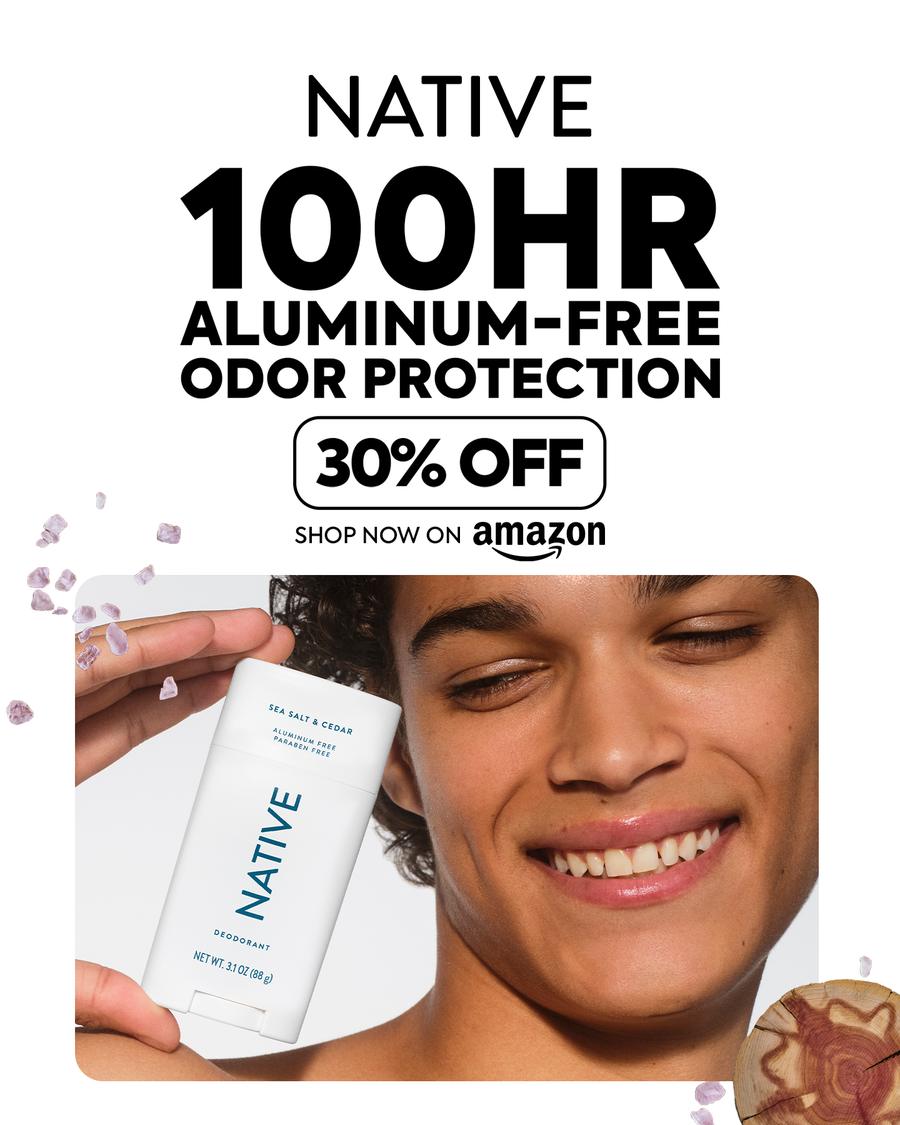 NATIVE
100HR
ALUMINUM-FREE
ODOR PROTECTION
30% OFF
SHOP NOW ON amazon
SEA SALT & CEDAR
ALUMINUM FREE
PARABEN FREE
NATIVE
DEODORANT
NET WT. 3.1 OZ (88 g)